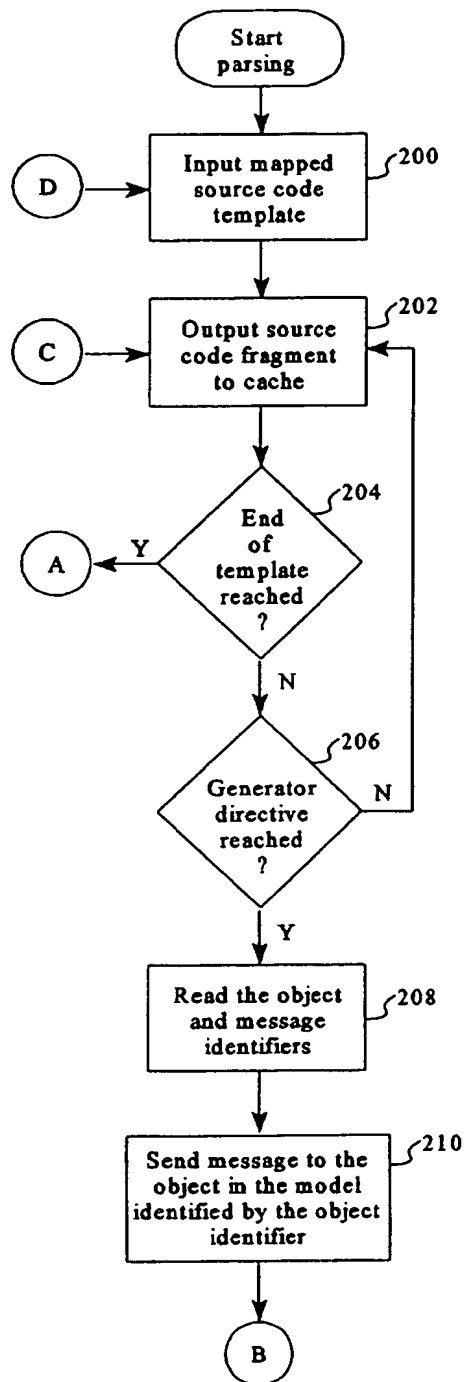 Start
parsing
D
Input mapped
source code
template
200
C
Output source
code fragment
to cache
202
204
End
of
template
reached
?
Y
A
N
206
Generator
directive
reached
?
N
Y
Read the object
and message
identifiers
208
210
Send message to the
object in the model
identified by the object
identifier
B